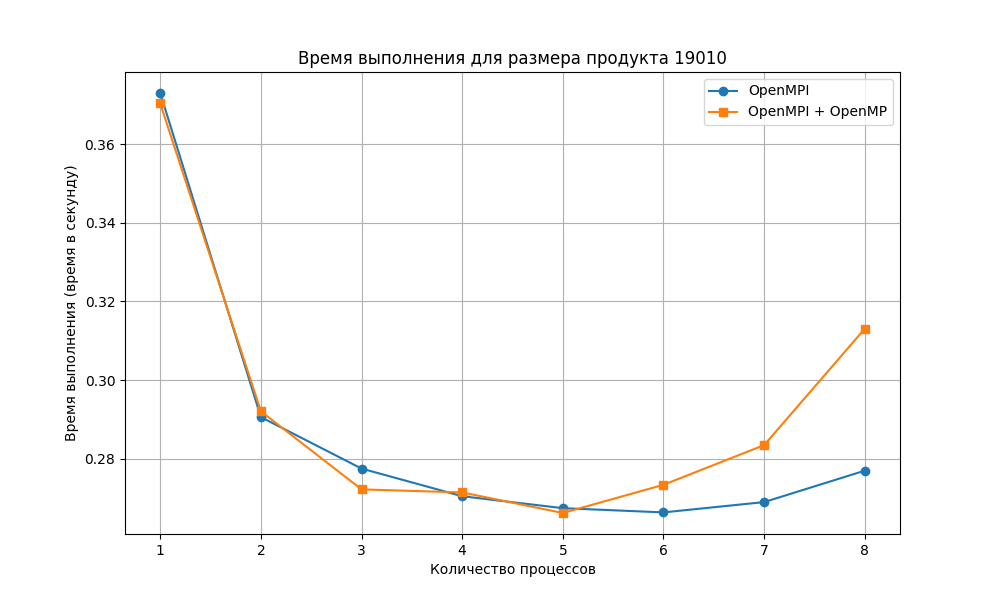 Время выполнения для размера продукта 19010
OpenMPI
OpenMPI + OpenMP
Время выполнения (время в секунду)
0.36
0.34
0.32
0.30
0.28
1 2 3 4 5 6 7 8
Количество процессов